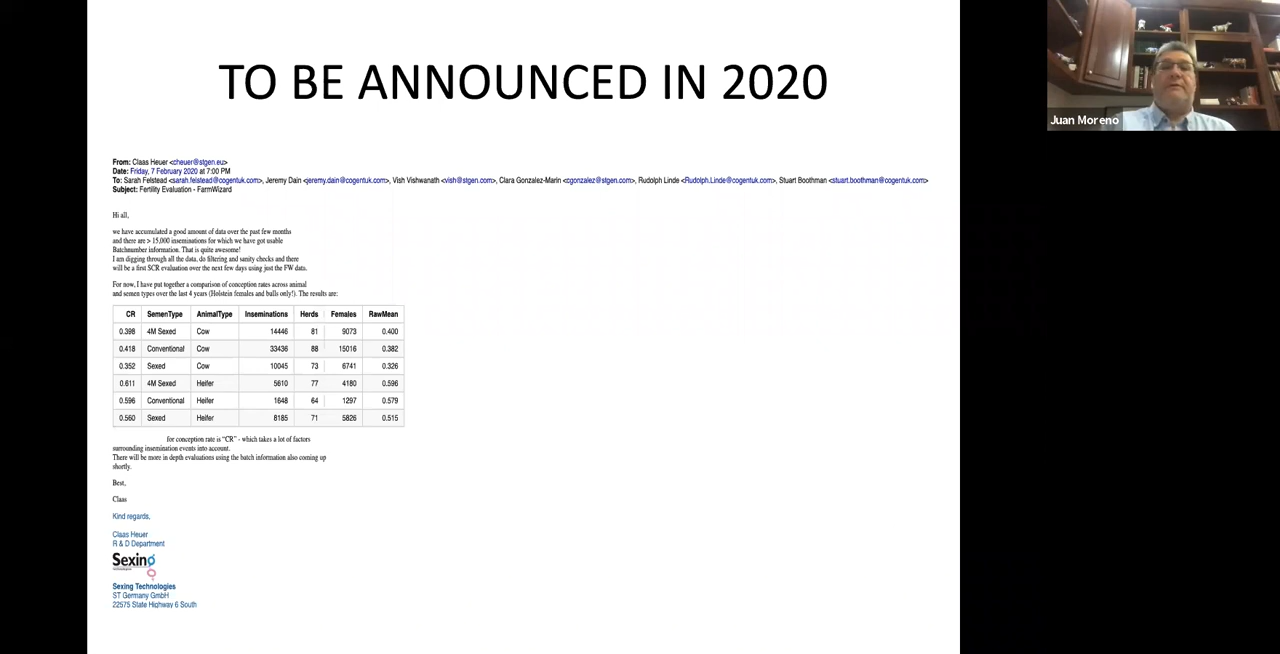 TO BE ANNOUNCED IN 2020
Juan Moreno
From: Claas Heuer <cheuer@stgen.eu>
Date: Friday, 7 February 2020 at 7:00 PM
To: Sarah Felstead <sarah.felstead@cogentuk.com>, Jeremy Dain <jeremy.dain@cogentuk.com>, Vish Vishwanath <vish@stgen.com>, Clara Gonzalez-Marin <cgonzalez@stgen.com>, Rudolph Linde <Rudolph.Linde@cogentuk.com>, Stuart Boothman <stuart.boothman@cogentuk.com>
Subject: Fertility Evaluation - FarmWizard
Hi all,
we have accumulated a good amount of data over the past few months
and there are > 15,000 inseminations for which we have got usable
Batchnumber information. That is quite awesome!
I am digging through all the data, do filtering and sanity checks and there
will be a first SCR evaluation over the next few days using just the FW data.
For now, I have put together a comparison of conception rates across animal
and semen types over the last 4 years (Holstein females and bulls only!). The results are:
CR SemenType AnimalType Inseminations Herds Females RawMean
0.398 4M Sexed Cow 14446 81 9073 0.400
0.418 Conventional Cow 33436 88 15016 0.382
0.352 Sexed Cow 10045 73 6741 0.326
0.611 4M Sexed Heifer 5610 77 4180 0.596
0.596 Conventional Heifer 1648 64 1297 0.579
0.560 Sexed Heifer 8185 71 5826 0.515
for conception rate is "CR" - which takes a lot of factors
surrounding insemination events into account.
There will be more in depth evaluations using the batch information also coming up
shortly.
Best,
Claas
Kind regards,
Claas Heuer
R & D Department
Sexing
Sexing Technologies
ST Germany GmbH
22575 State Highway 6 South